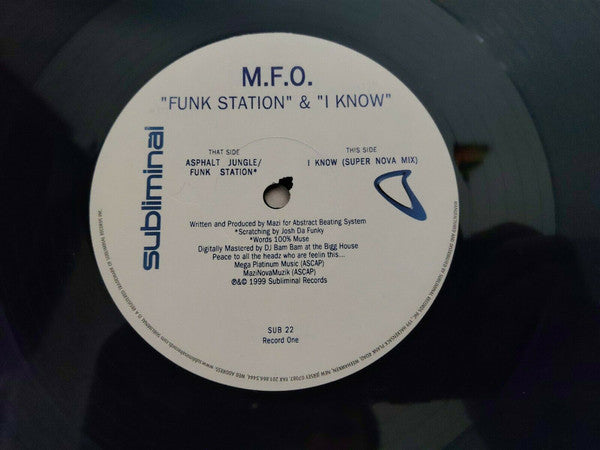 M.F.O.
"FUNK STATION" & "I KNOW"
THAT SIDE
ASPHALT JUNGLE/
FUNK STATION*
THIS SIDE
I KNOW (SUPER NOVA MIX)
subliminal
Written and Produced by Mazi for Abstract Beating System
*Scratching by Josh Da Funky
*Words 100% Muse
Digitally Mastered by DJ Bam Bam at the Bigg House
Peace to all the headz who are feelin this...
Mega Platinum Music (ASCAP)
MaziNovaMuzik (ASCAP)
℗&© 1999 Subliminal Records
SUB 22
Record One